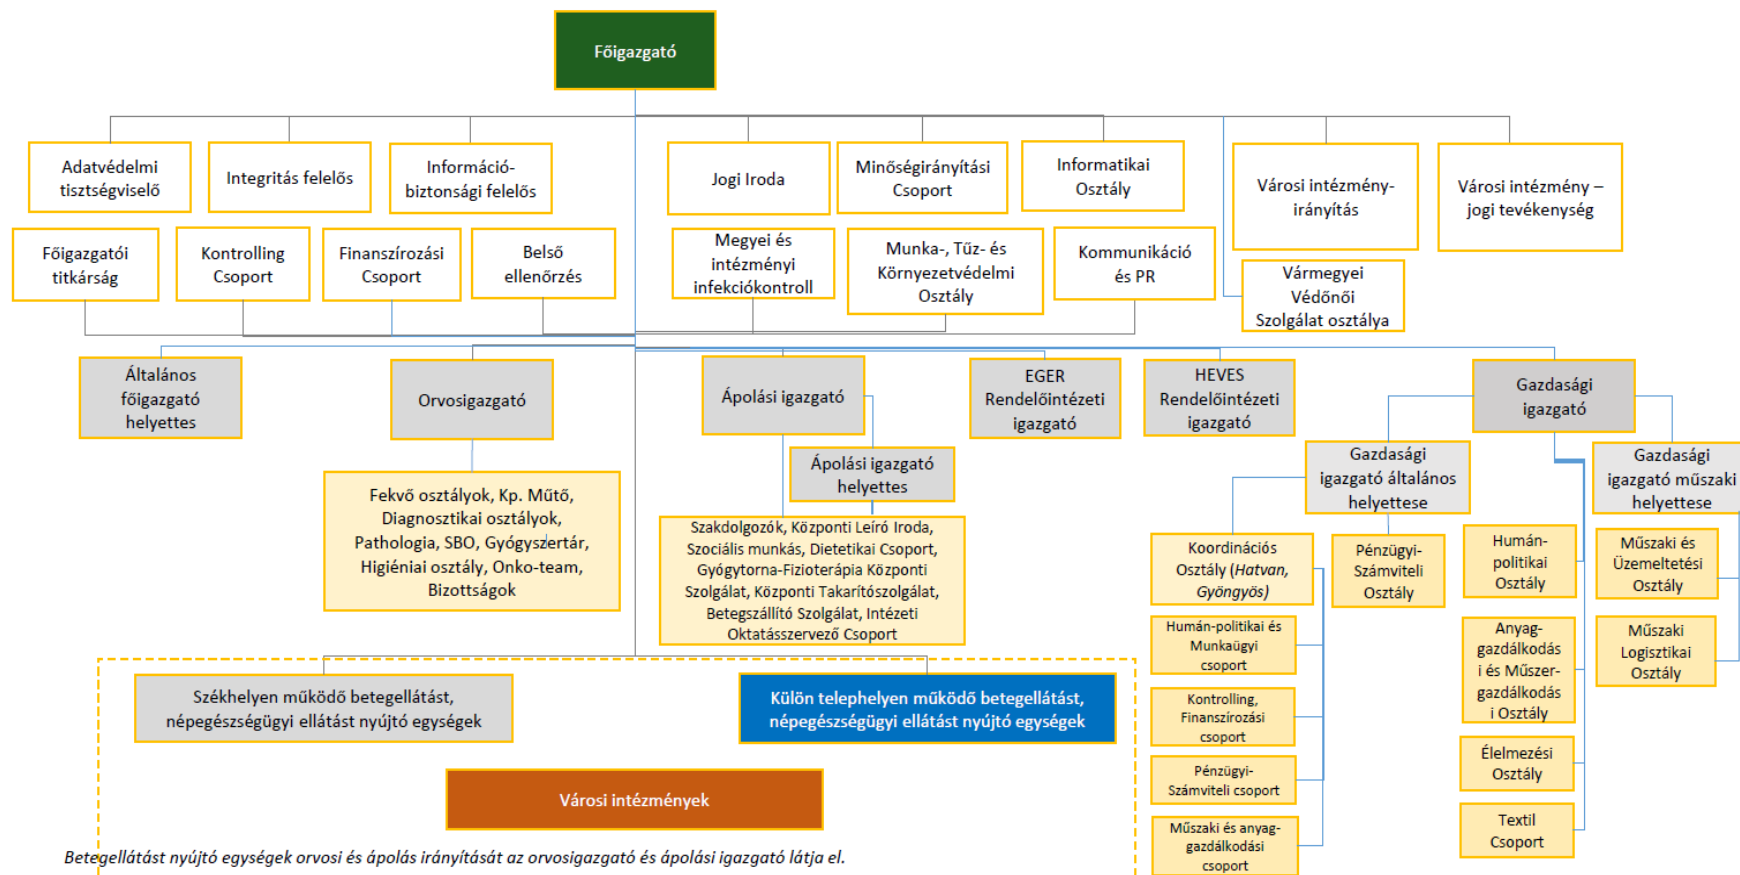 Főigazgató
Adatvédelmi
tisztségviselő
Integritás felelős
Információ-
biztonsági felelős
Jogi Iroda
Minőségirányítási
Csoport
Informatikai
Osztály
Városi intézmény-
irányítás
Városi intézmény –
jogi tevékenység
Főigazgatói
titkárság
Kontrolling
Csoport
Finanszírozási
Csoport
Belső
ellenőrzés
Megyei és
intézményi
infekciókontroll
Munka-, Tűz- és
Környezetvédelmi
Osztály
Kommunikáció
és PR
Vármegyei
Védőnői
Szolgálat osztálya
Általános
főigazgató
helyettes
Orvosigazgató
Ápolási igazgató
EGER
Rendelőintézeti
igazgató
HEVES
Rendelőintézeti
igazgató
Gazdasági
igazgató
Ápolási igazgató
helyettes
Gazdasági
igazgató általános
helyettese
Gazdasági
igazgató műszaki
helyettese
Fekvő osztályok, Kp. Műtő,
Diagnosztikai osztályok,
Pathologia, SBO, Gyógyszertár,
Higiéniai osztály, Onko-team,
Bizottságok
Szakdolgozók, Központi Leíró Iroda,
Szociális munkás, Dietetikai Csoport,
Gyógytorna-Fizioterápia Központi
Szolgálat, Központi Takarítószolgálat,
Betegszállító Szolgálat, Intézeti
Oktatásszervező Csoport
Koordinációs
Osztály (Hatvan,
Gyöngyös)
Pénzügyi-
Számviteli
Osztály
Humán-
politikai
Osztály
Műszaki és
Üzemeltetési
Osztály
Humán-politikai és
Munkaügyi
csoport
Anyag-
gazdálkodás
i és Műszer-
gazdálkodás
i Osztály
Műszaki
Logisztikai
Osztály
Kontrolling,
Finanszírozási
csoport
Pénzügyi-
Számviteli csoport
Élelmezési
Osztály
Műszaki és anyag-
gazdálkodási
csoport
Textil
Csoport
Székhelyen működő betegellátást,
népegészségügyi ellátást nyújtó egységek
Külön telephelyen működő betegellátást,
népegészségügyi ellátást nyújtó egységek
Városi intézmények
Betegellátást nyújtó egységek orvosi és ápolás irányítását az orvosigazgató és ápolási igazgató látja el.